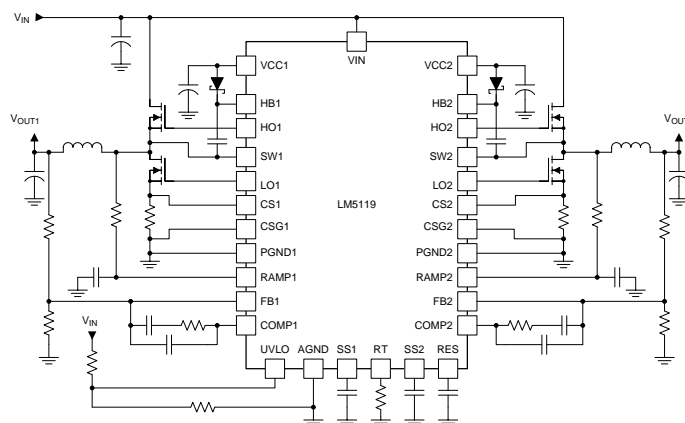 VIN
VIN
VCC1
VCC2
HB1
HB2
VOUT1
HO1
HO2
VOUT
SW1
SW2
LO1
LO2
CS1
LM5119
CS2
CSG1
CSG2
PGND1
PGND2
RAMP1
RAMP2
FB1
FB2
VIN
COMP1
COMP2
UVLO
AGND
SS1
RT
SS2
RES